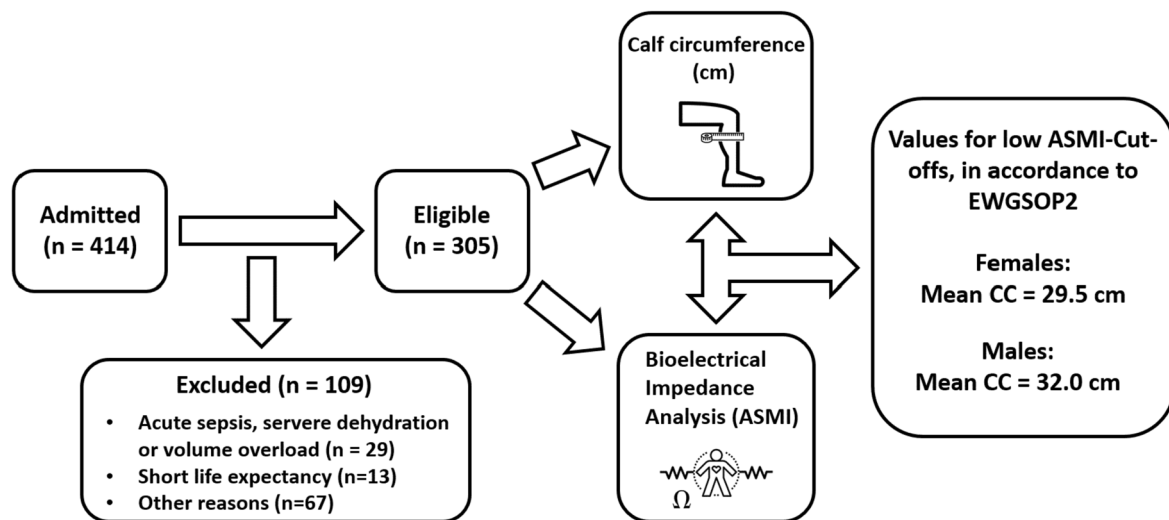 Admitted
(n = 414)
Eligible
(n = 305)
Excluded (n = 109)
• Acute sepsis, servere dehydration
or volume overload (n = 29)
• Short life expectancy (n=13)
• Other reasons (n=67)
Calf circumference
(cm)
Bioelectrical
Impedance
Analysis (ASMI)
Ω
Values for low ASMI-Cut-
offs, in accordance to
EWGSOP2
Females:
Mean CC = 29.5 cm
Males:
Mean CC = 32.0 cm